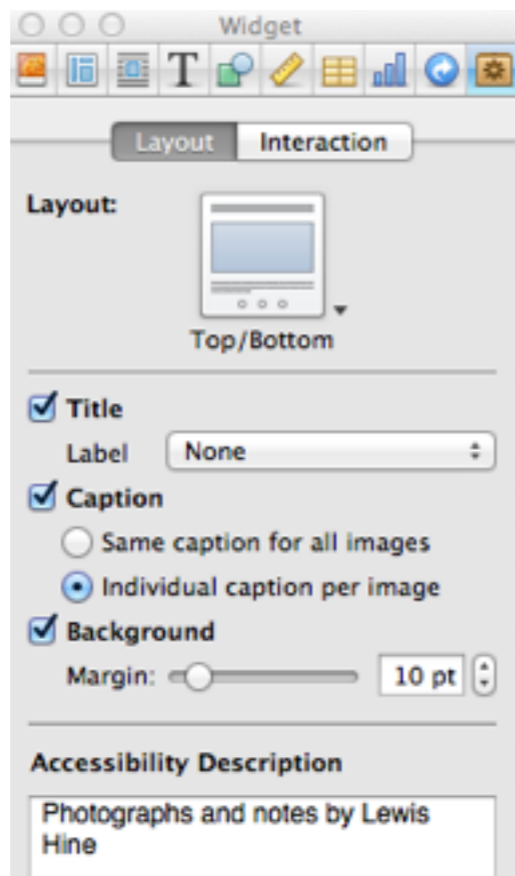 Widget
T
Layout Interaction
Layout:
Top/Bottom
Title
Label None
Caption
Same caption for all images
Individual caption per image
Background
Margin: 10 pt
Accessibility Description
Photographs and notes by Lewis
Hine